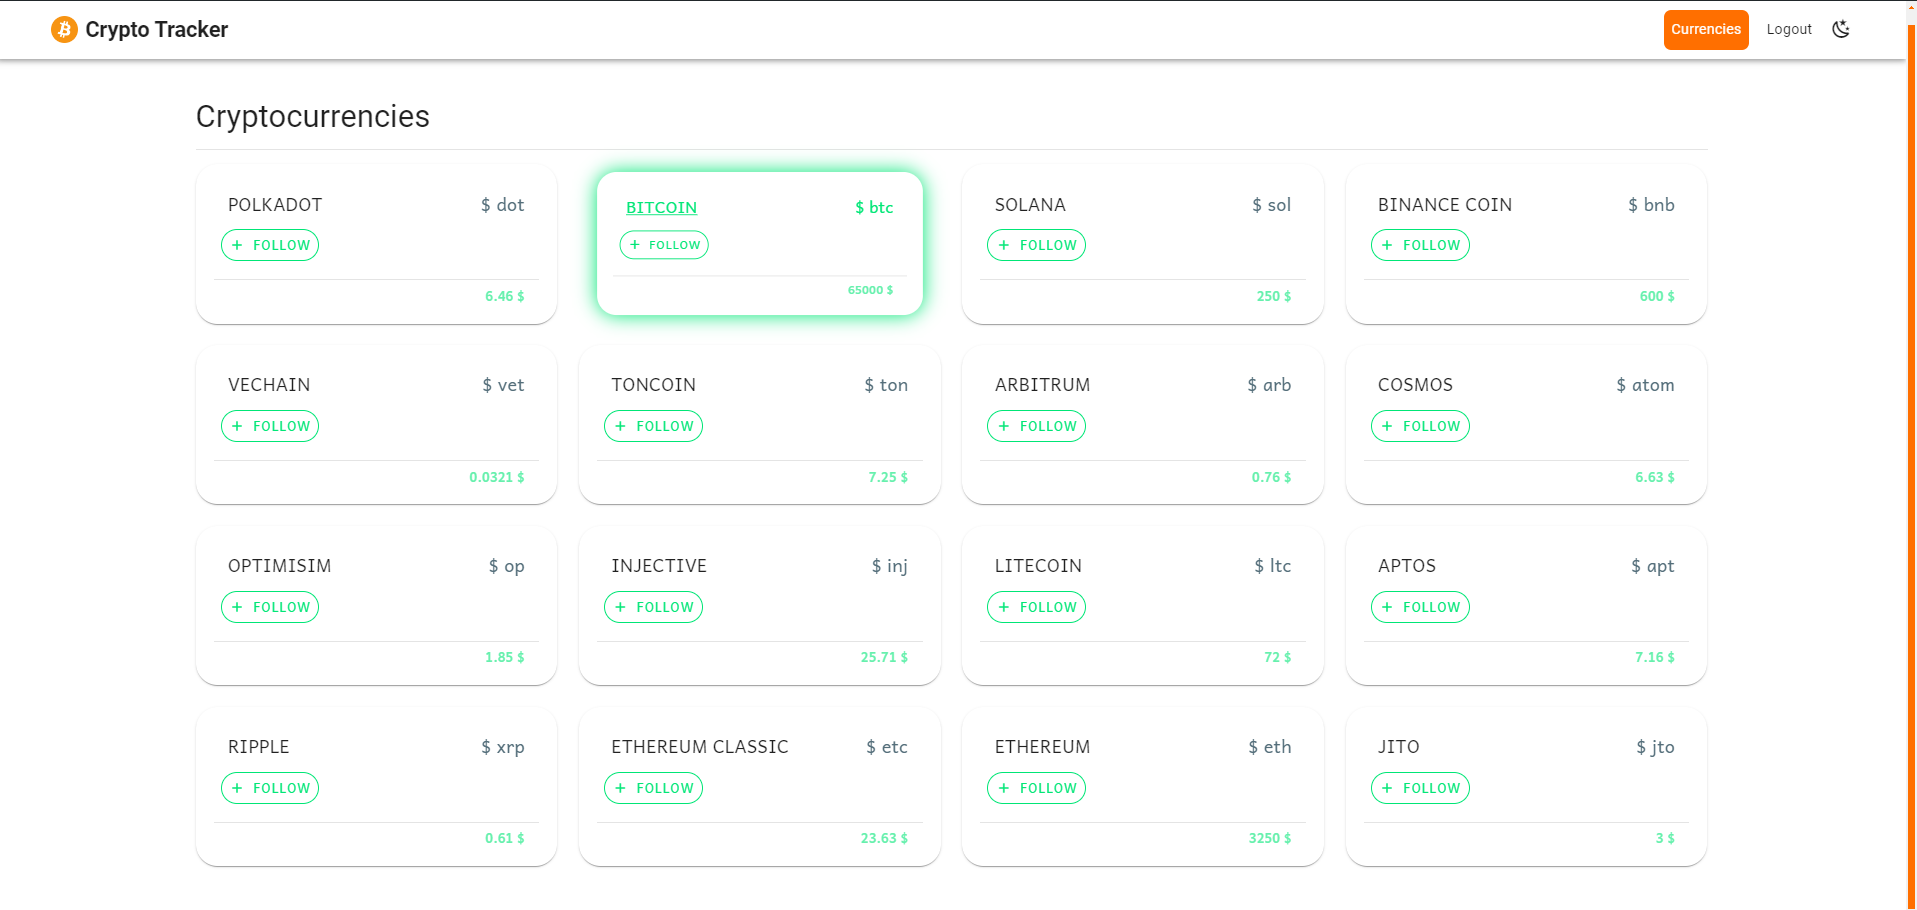 Crypto Tracker
Currencies
Logout
Cryptocurrencies
POLKADOT $ dot
+ FOLLOW
6.46 $
BITCOIN $ btc
+ FOLLOW
65000 $
SOLANA $ sol
+ FOLLOW
250 $
BINANCE COIN $ bnb
+ FOLLOW
600 $
VECHAIN $ vet
+ FOLLOW
0.0321 $
TONCOIN $ ton
+ FOLLOW
7.25 $
ARBITRUM $ arb
+ FOLLOW
0.76 $
COSMOS $ atom
+ FOLLOW
6.63 $
OPTIMISIM $ op
+ FOLLOW
1.85 $
INJECTIVE $ inj
+ FOLLOW
25.71 $
LITECOIN $ ltc
+ FOLLOW
72 $
APTOS $ apt
+ FOLLOW
7.16 $
RIPPLE $ xrp
+ FOLLOW
0.61 $
ETHEREUM CLASSIC $ etc
+ FOLLOW
23.63 $
ETHEREUM $ eth
+ FOLLOW
3250 $
JITO $ jto
+ FOLLOW
3 $